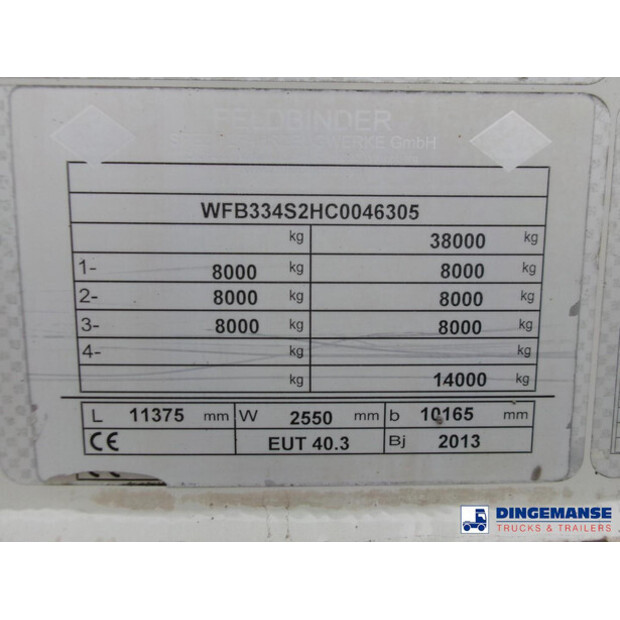 FELDBINDER
GmbH
WFB334S2HC0046305
kg 38000 kg
1- 8000 kg 8000 kg
2- 8000 kg 8000 kg
3- 8000 kg 8000 kg
4- kg kg
kg 14000 kg
L 11375 mm W 2550 mm b 10165 mm
CE EUT 40.3 Bj 2013
DINGEMANSE
TRUCKS & TRAILERS